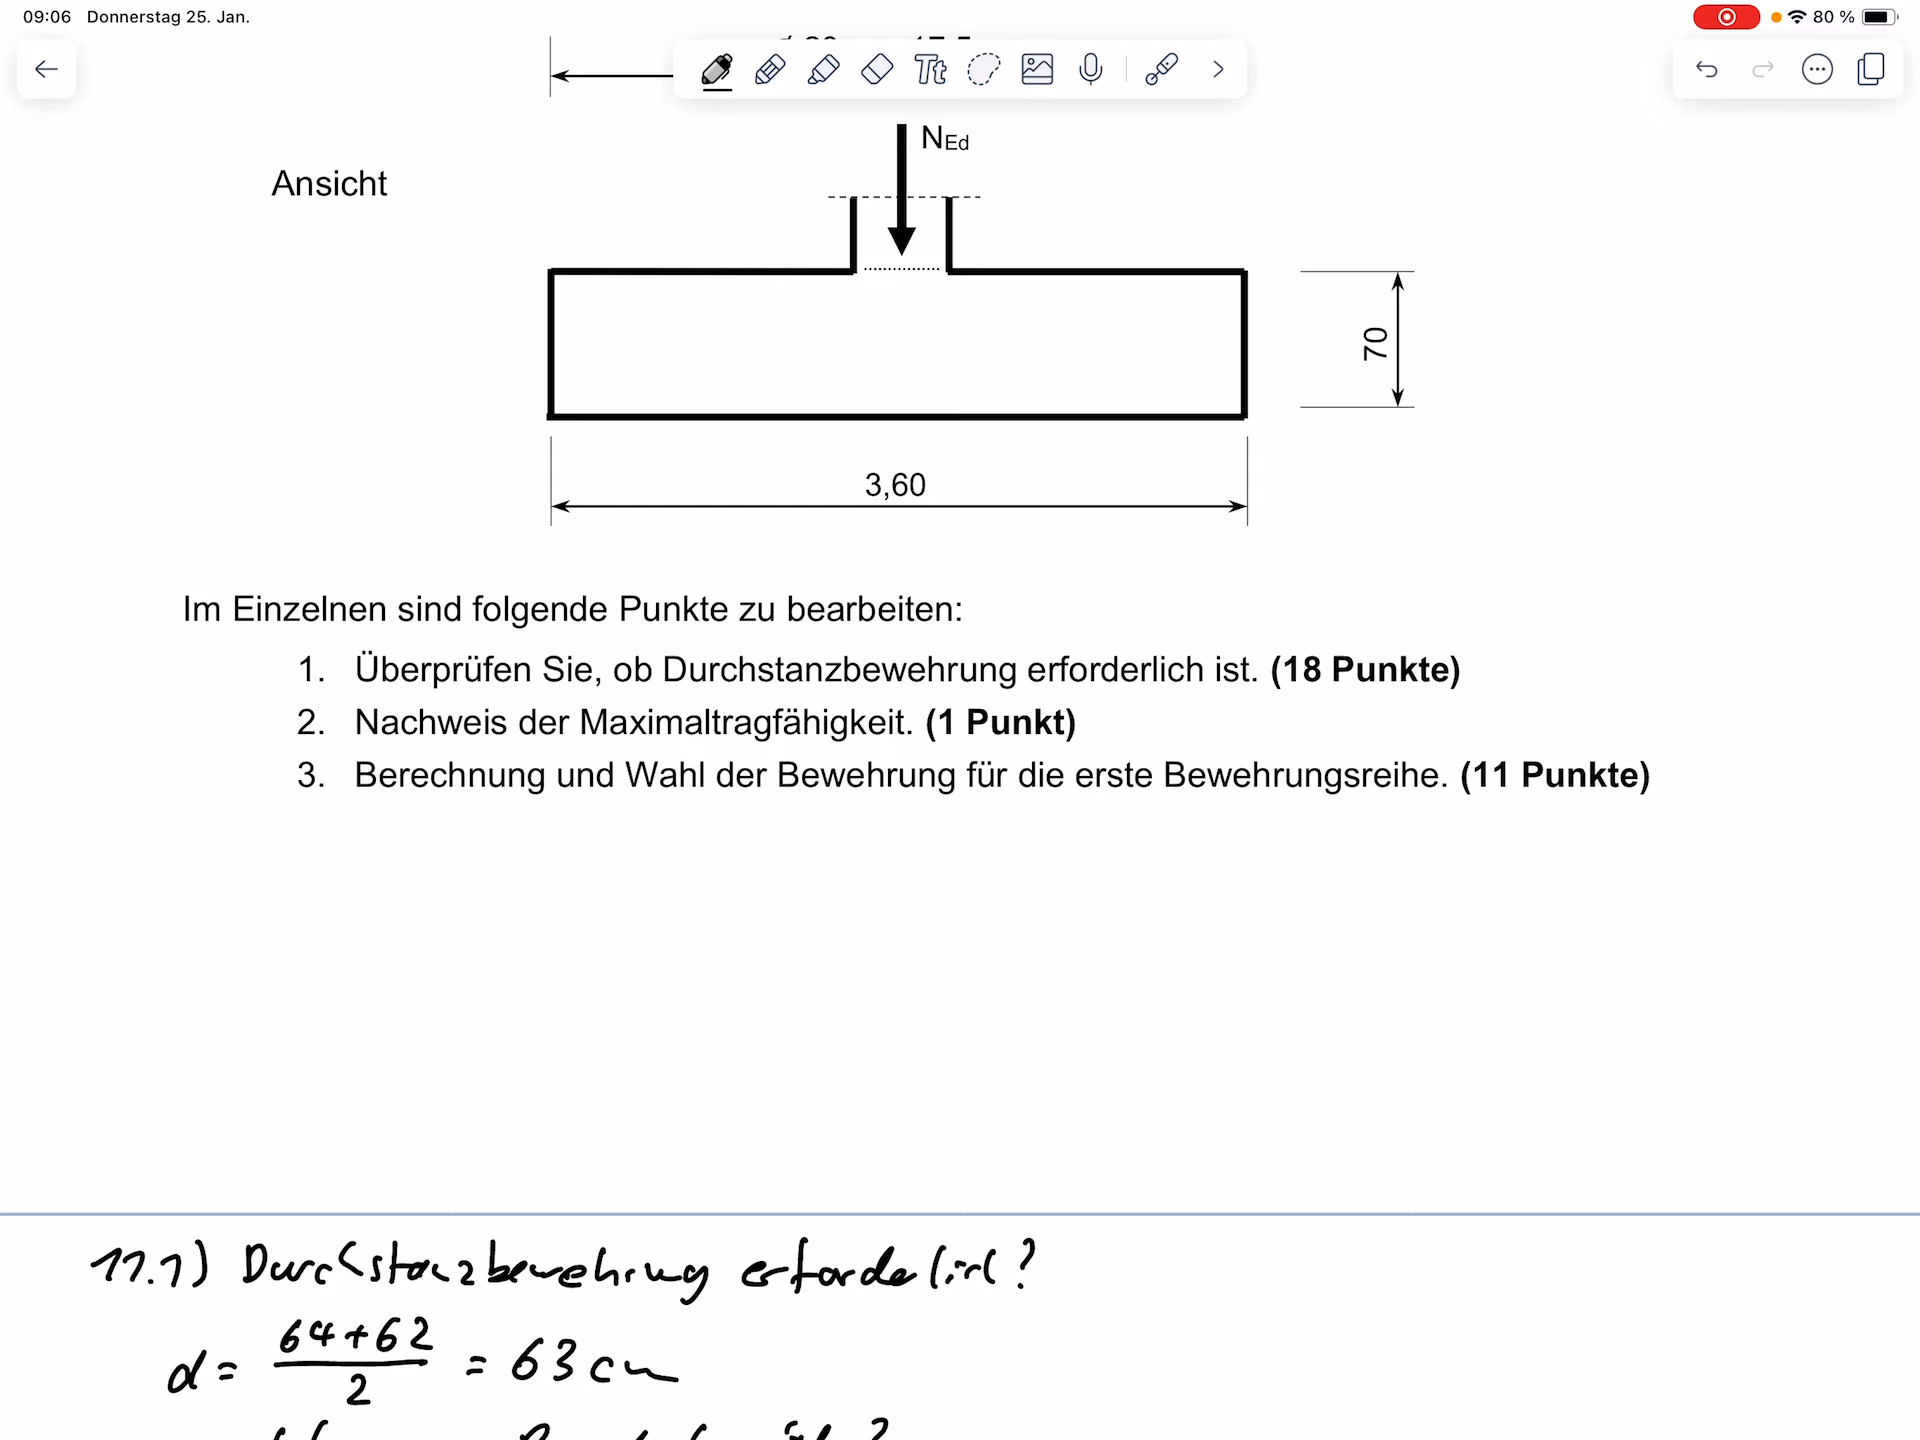 09:06 Donnerstag 25. Jan.
80 %
Tt
NEd
Ansicht
70
3,60
Im Einzelnen sind folgende Punkte zu bearbeiten:
1. Überprüfen Sie, ob Durchstanzbewehrung erforderlich ist. (18 Punkte)
2. Nachweis der Maximaltragfähigkeit. (1 Punkt)
3. Berechnung und Wahl der Bewehrung für die erste Bewehrungsreihe. (11 Punkte)
11.1) Durchstanzbewehrung erforderlich?
d = (64+62)/2 = 63 cm